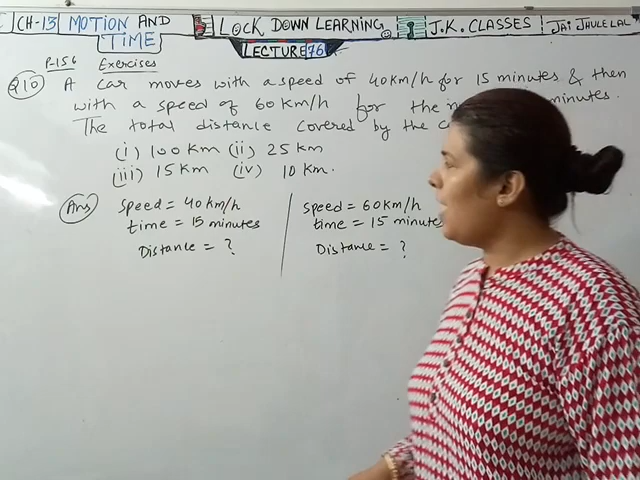 CH-13 MOTION AND TIME
LOCK DOWN LEARNING
LECTURE 76
J.K. CLASSES
JAI JHULELAL
P-156 Exercises
Q10 A car moves with a speed of 40 km/h for 15 minutes & then
with a speed of 60 km/h for the minutes.
The total distance covered by the
(i) 100 km (ii) 25 km
(iii) 15 km (iv) 10 km.
Ans speed = 40 km/h
time = 15 minutes
Distance = ?
speed = 60 km/h
time = 15 minutes
Distance = ?